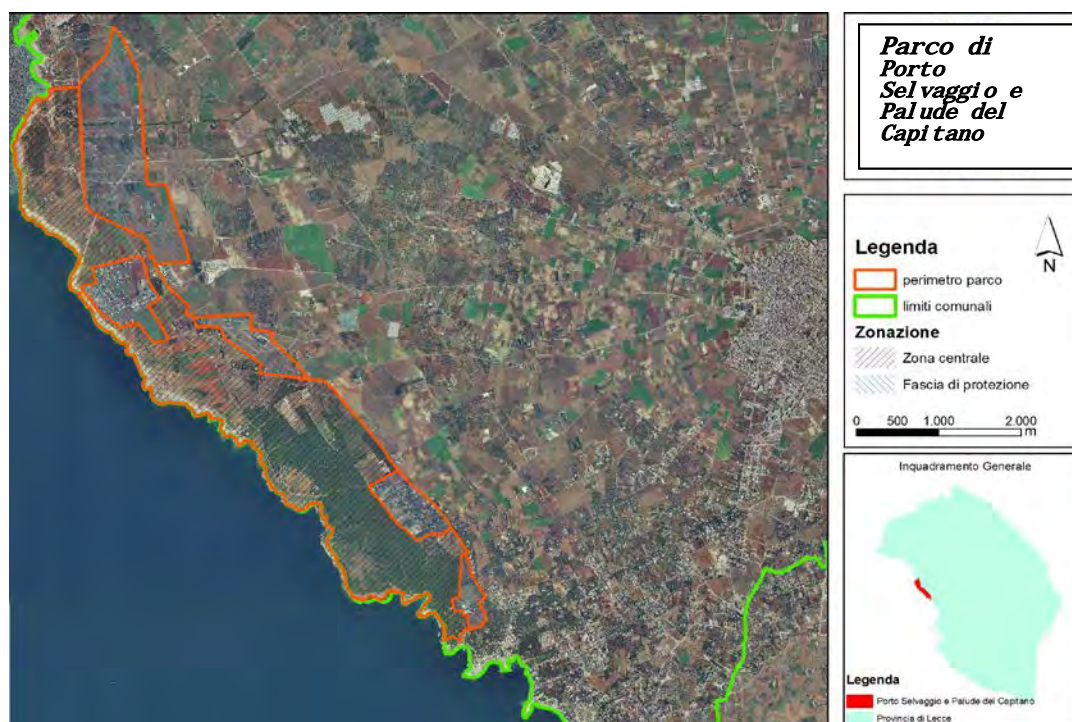 Parco di
Porto
Selvaggio e
Palude del
Capitano
Legenda
N
perimetro parco
limiti comunali
Zonazione
Zona centrale
Fascia di protezione
0 500 1.000 2.000
m
Inquadramento Generale
Legenda
Porto Selvaggio e Palude del Capitano
Provincia di Lecce